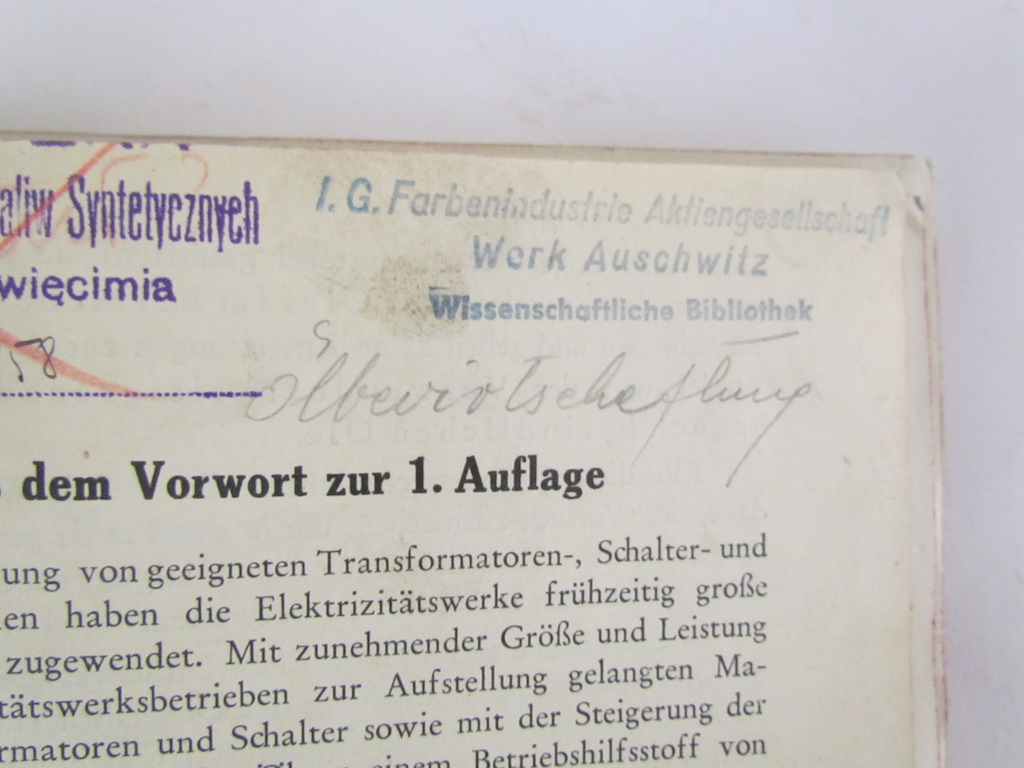 Syntetycznych
więcimia
58
I. G. Farbenindustrie Aktiengesellschaft
Werk Auschwitz
Wissenschaftliche Bibliothek
Ölbewirtschaftung
dem Vorwort zur 1. Auflage
ung von geeigneten Transformatoren-, Schalter- und
en haben die Elektrizitätswerke frühzeitig große
zugewendet. Mit zunehmender Größe und Leistung
tätswerksbetrieben zur Aufstellung gelangten Ma-
rmatoren und Schalter sowie mit der Steigerung der
einem Betriebshilfsstoff von